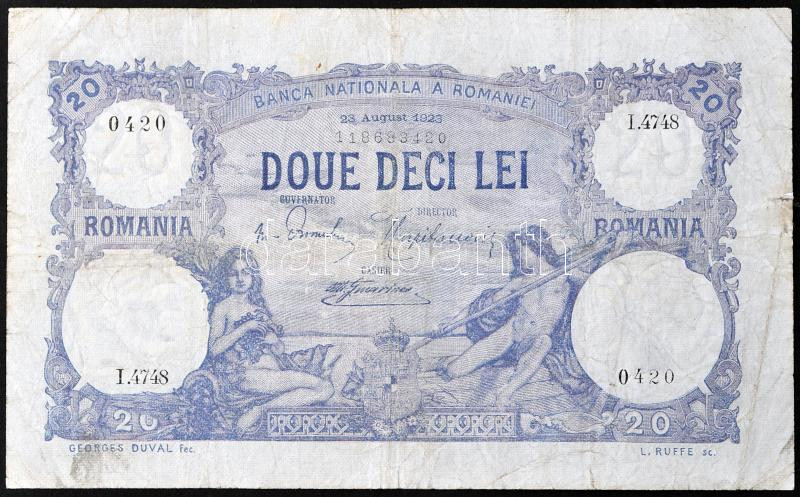 20 BANCA NATIONALA A ROMANIEI 20
0420 23 August 1923 I.4748
118693420
DOUE DECI LEI
GUVERNATOR DIRECTOR
ROMANIA ROMANIA
darabanth
CASIER
I.4748 0420
20 20
GEORGES DUVAL fec. L. RUFFE sc.